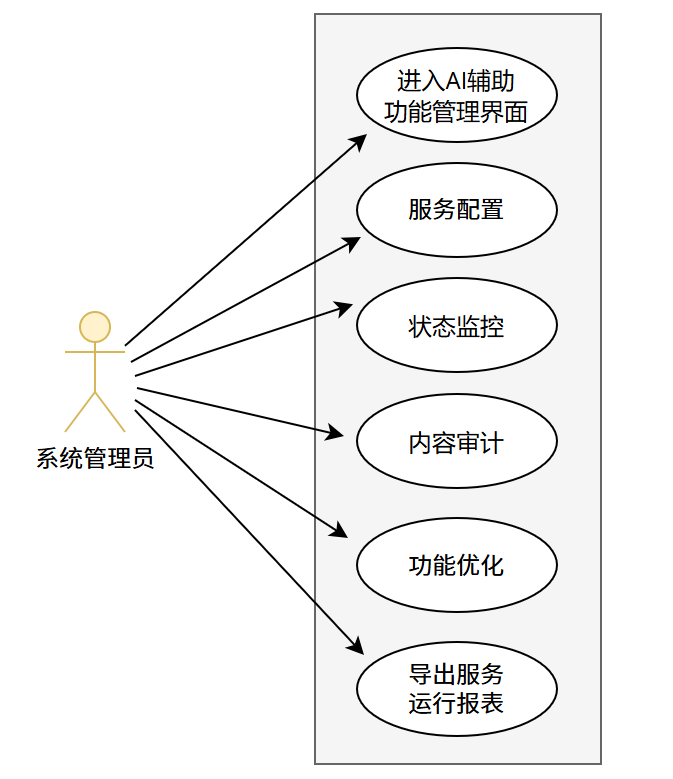 进入AI辅助
功能管理界面
服务配置
状态监控
系统管理员
内容审计
功能优化
导出服务
运行报表